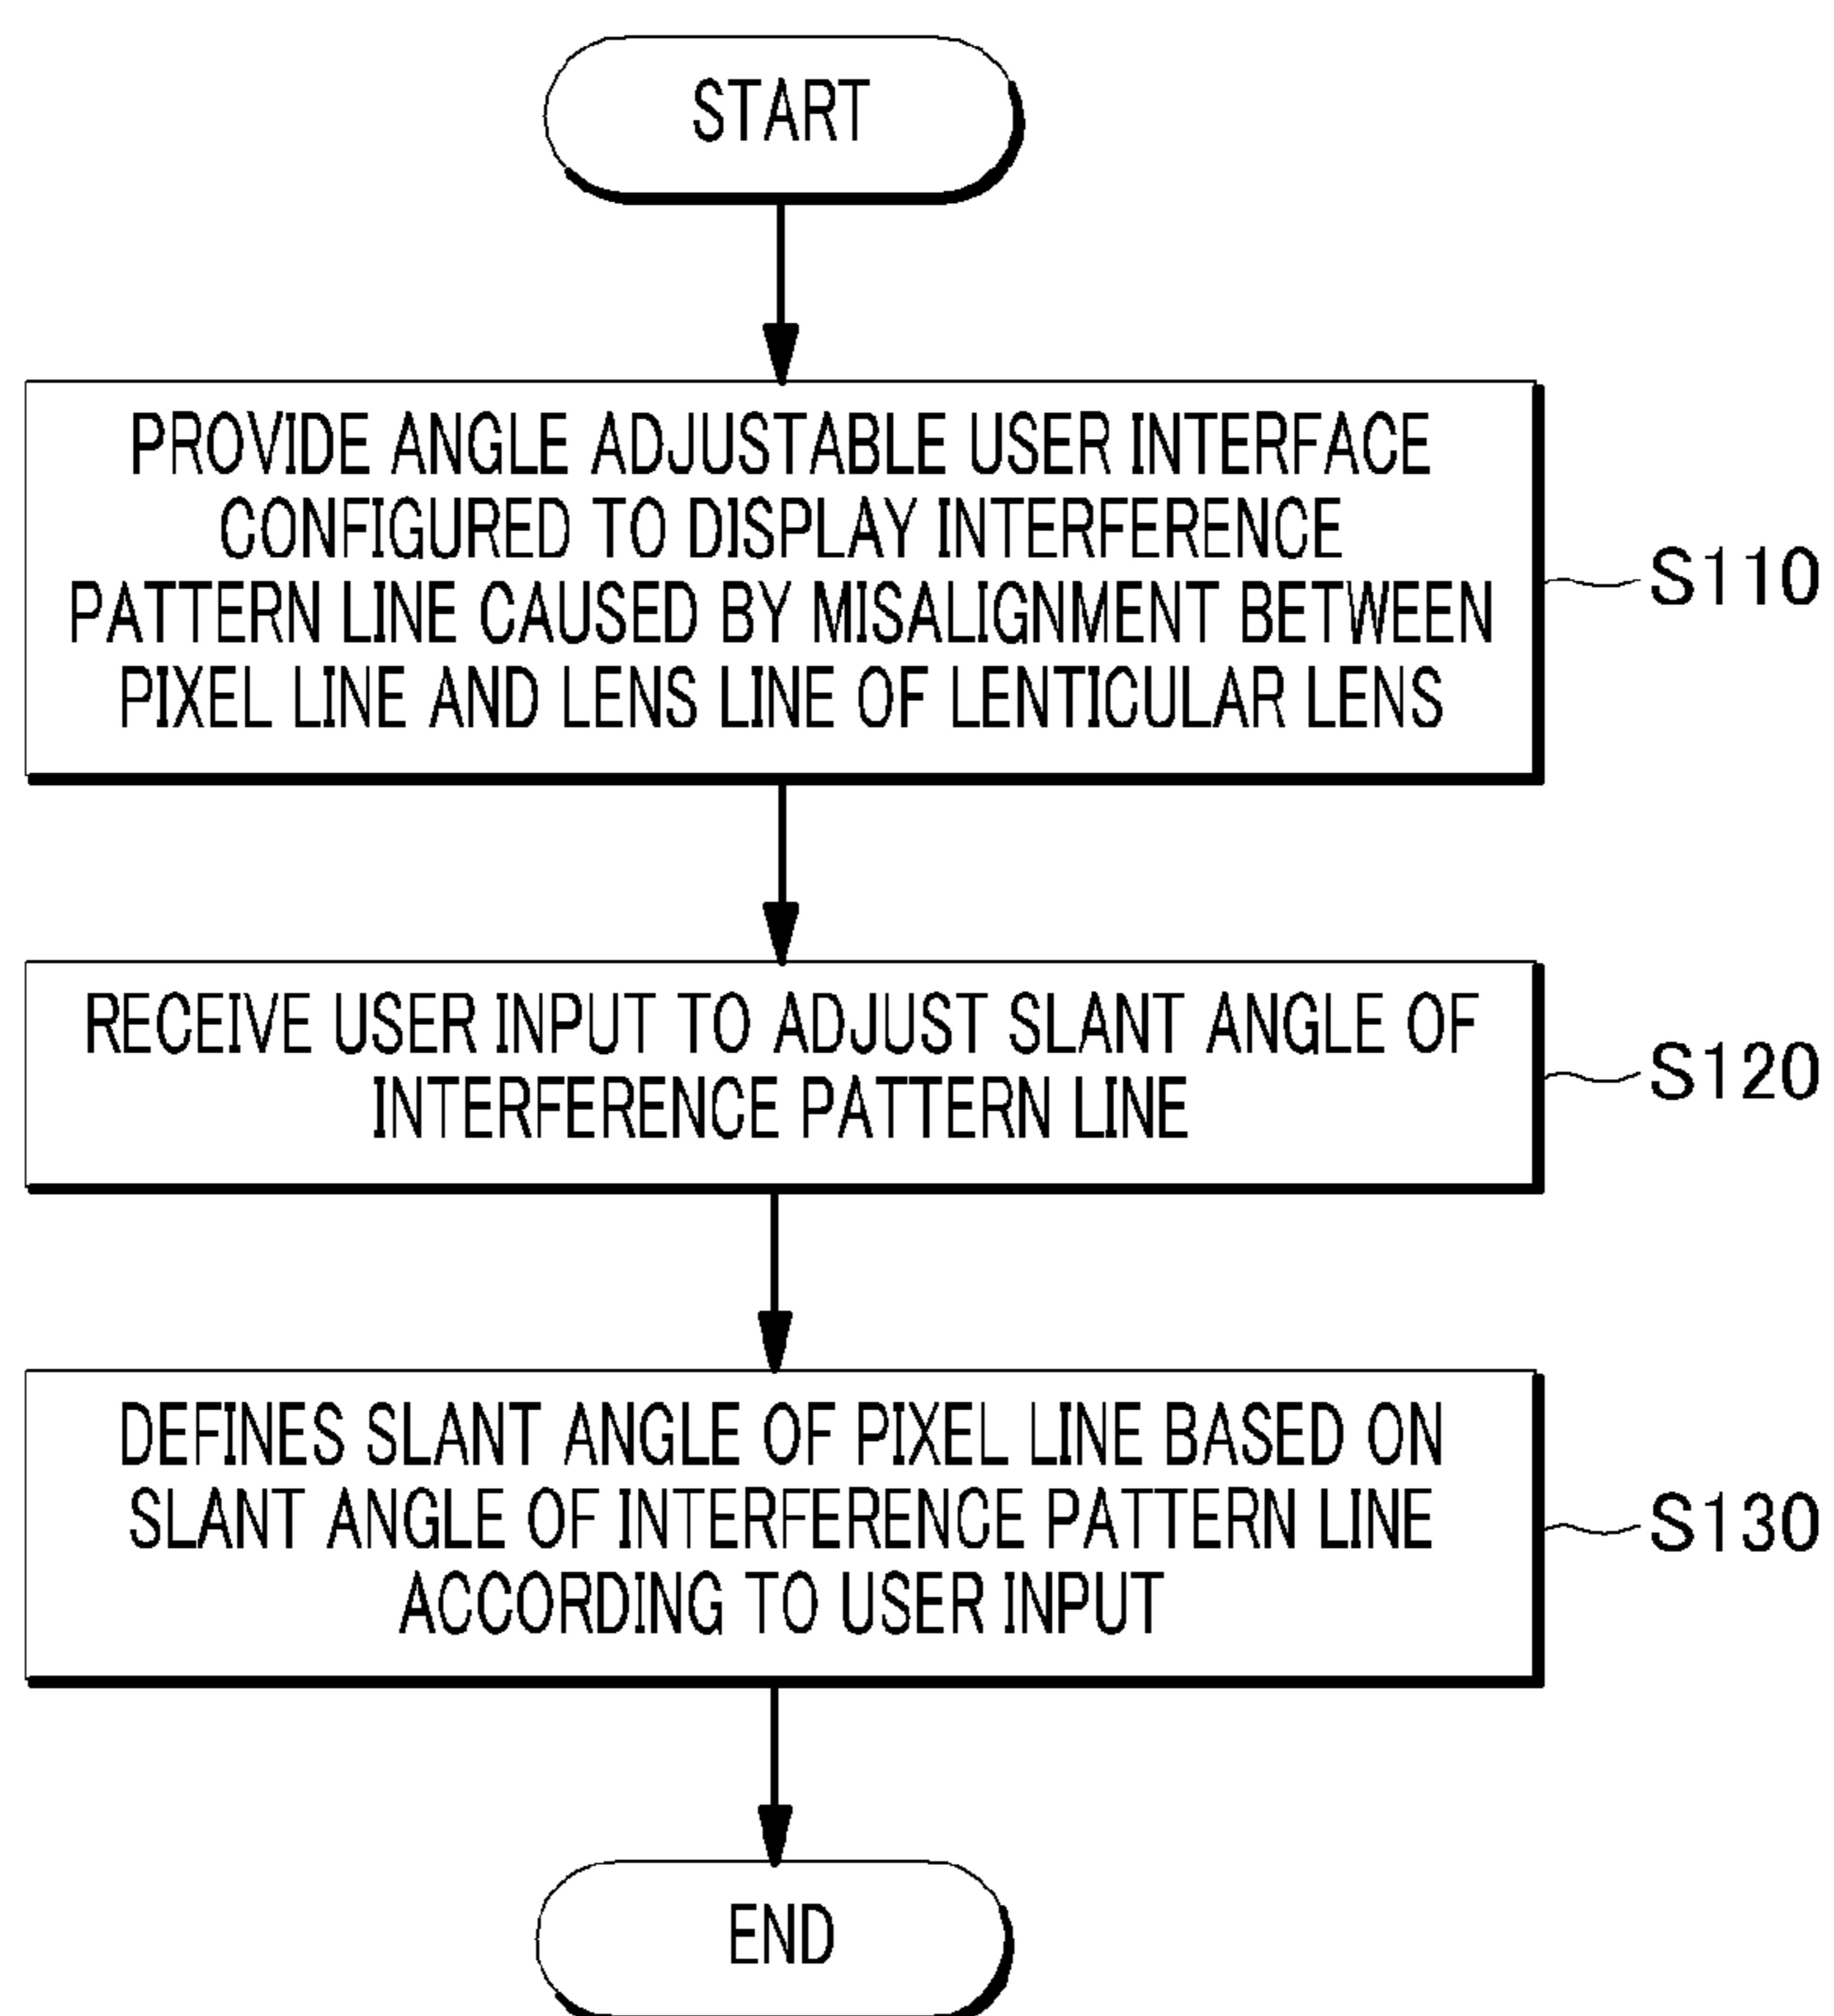 START
PROVIDE ANGLE ADJUSTABLE USER INTERFACE
CONFIGURED TO DISPLAY INTERFERENCE
PATTERN LINE CAUSED BY MISALIGNMENT BETWEEN
PIXEL LINE AND LENS LINE OF LENTICULAR LENS
S110
RECEIVE USER INPUT TO ADJUST SLANT ANGLE OF
INTERFERENCE PATTERN LINE
S120
DEFINES SLANT ANGLE OF PIXEL LINE BASED ON
SLANT ANGLE OF INTERFERENCE PATTERN LINE
ACCORDING TO USER INPUT
S130
END